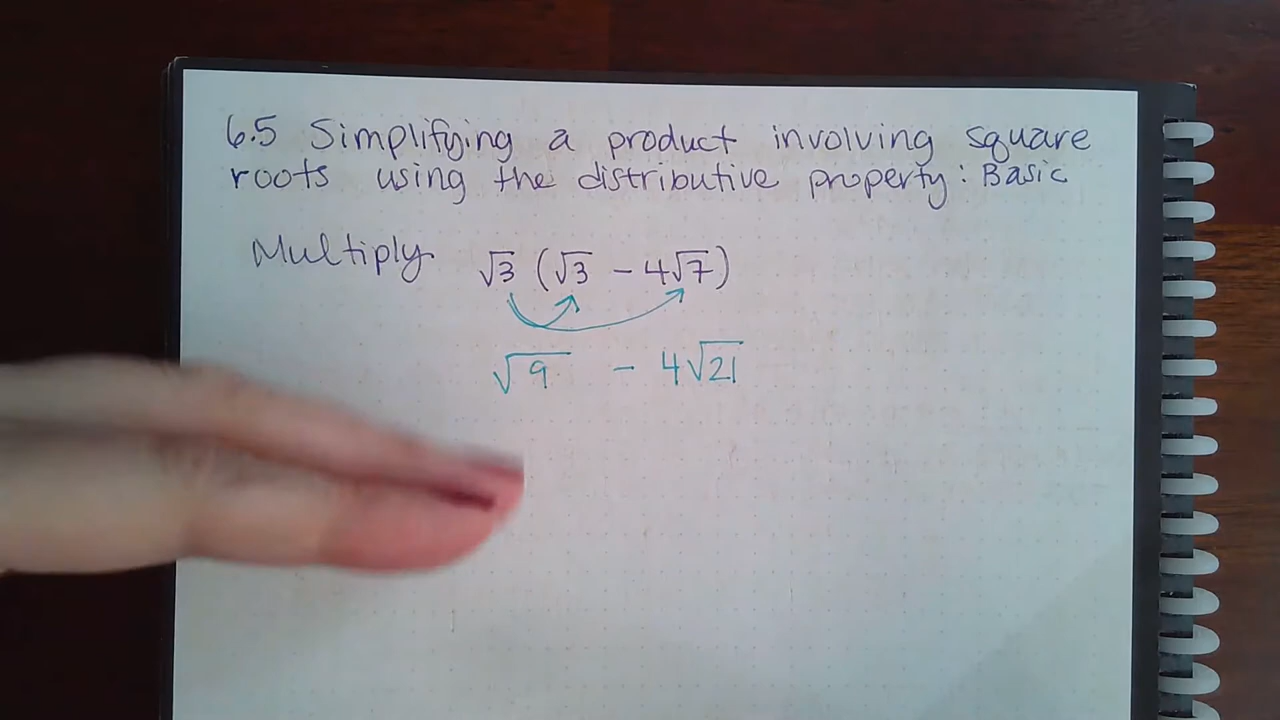 6.5 Simplifying a product involving square
roots using the distributive property: Basic
Multiply √3 (√3 - 4√7)
√9 - 4√21